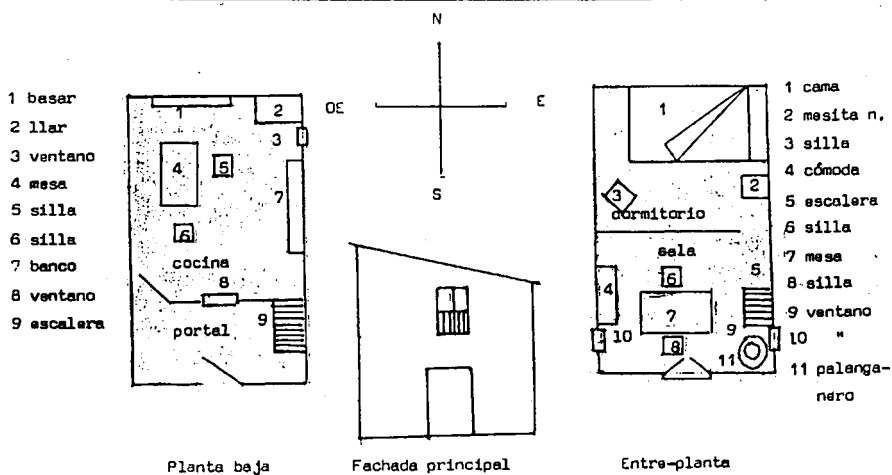 N
OE
E
S
1 basar
2 llar
3 ventano
4 mesa
5 silla
6 silla
7 banco
8 ventano
9 escalera
1
2
3
4
5
6
7
cocina
8
portal
9
Planta baja
Fachada principal
1
2
3
dormitorio
sala
4
5
6
7
8
9
10
11
Entre-planta
1 cama
2 mesita n,
3 silla
4 cómoda
5 escalera
6 silla
7 mesa
8 silla
9 ventano
10 "
11 palanga-
nero